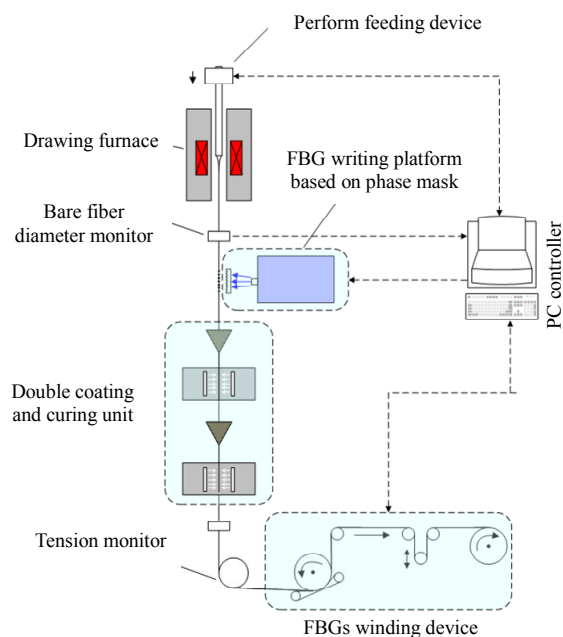 Perform feeding device
Drawing furnace
FBG writing platform
based on phase mask
Bare fiber
diameter monitor
PC controller
Double coating
and curing unit
Tension monitor
FBGs winding device